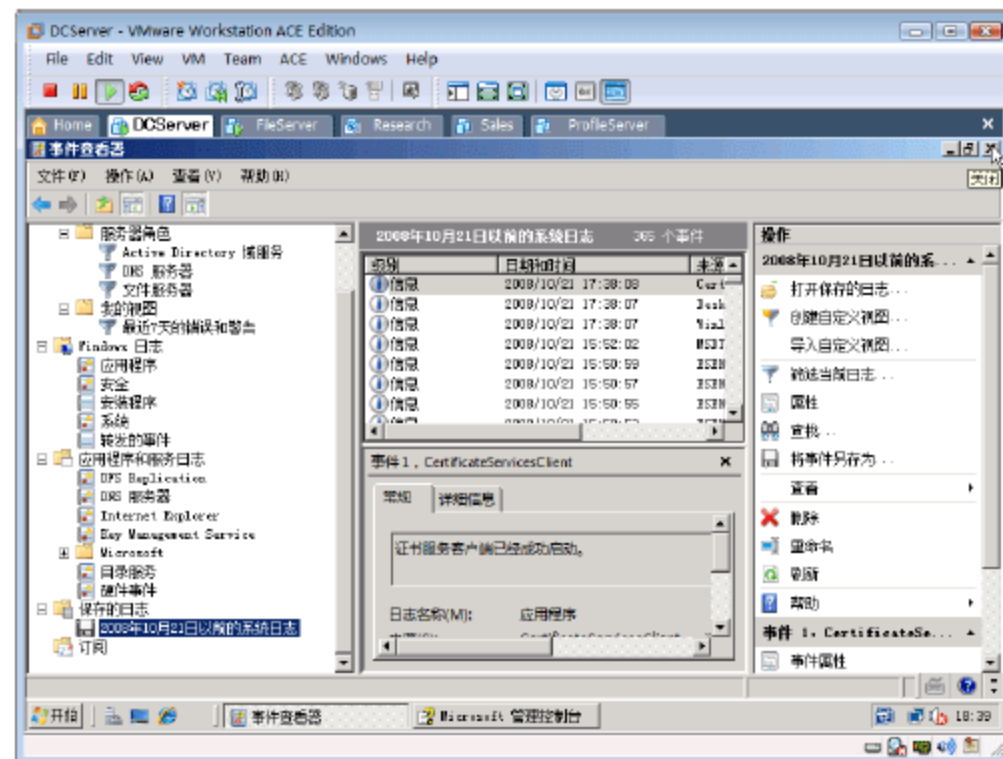 DCServer - VMware Workstation ACE Edition
File Edit View VM Team ACE Windows Help
Home DCServer FileServer Research Sales ProfileServer
事件查看器
文件(F) 操作(A) 查看(V) 帮助(H)
关闭
服务器角色
Active Directory 域服务
DNS 服务器
文件服务器
我的视图
最近7天的错误和警告
Windows 日志
应用程序
安全
安装程序
系统
转发的事件
应用程序和服务日志
DFS Replication
DNS 服务器
Internet Explorer
Key Management Service
Microsoft
目录服务
硬件事件
保存的日志
2008年10月21日以前的系统日志
订阅
2008年10月21日以前的系统日志 365 个事件
级别 日期和时间 来源
信息 2008/10/21 17:38:08 Cert
信息 2008/10/21 17:38:07
信息 2008/10/21 17:38:07 Winl
信息 2008/10/21 15:52:02 MSDT
信息 2008/10/21 15:50:59 ESEN
信息 2008/10/21 15:50:57 ESEN
信息 2008/10/21 15:50:55 ESEN
信息
事件 1，CertificateServicesClient
常规 详细信息
证书服务客户端已经成功启动。
日志名称(M): 应用程序
操作
2008年10月21日以前的系...
打开保存的日志...
创建自定义视图...
导入自定义视图...
筛选当前日志...
属性
查找...
将事件另存为...
查看
删除
重命名
刷新
帮助
事件 1，CertificateSe...
事件属性
开始 事件查看器 Microsoft 管理控制台 18:39